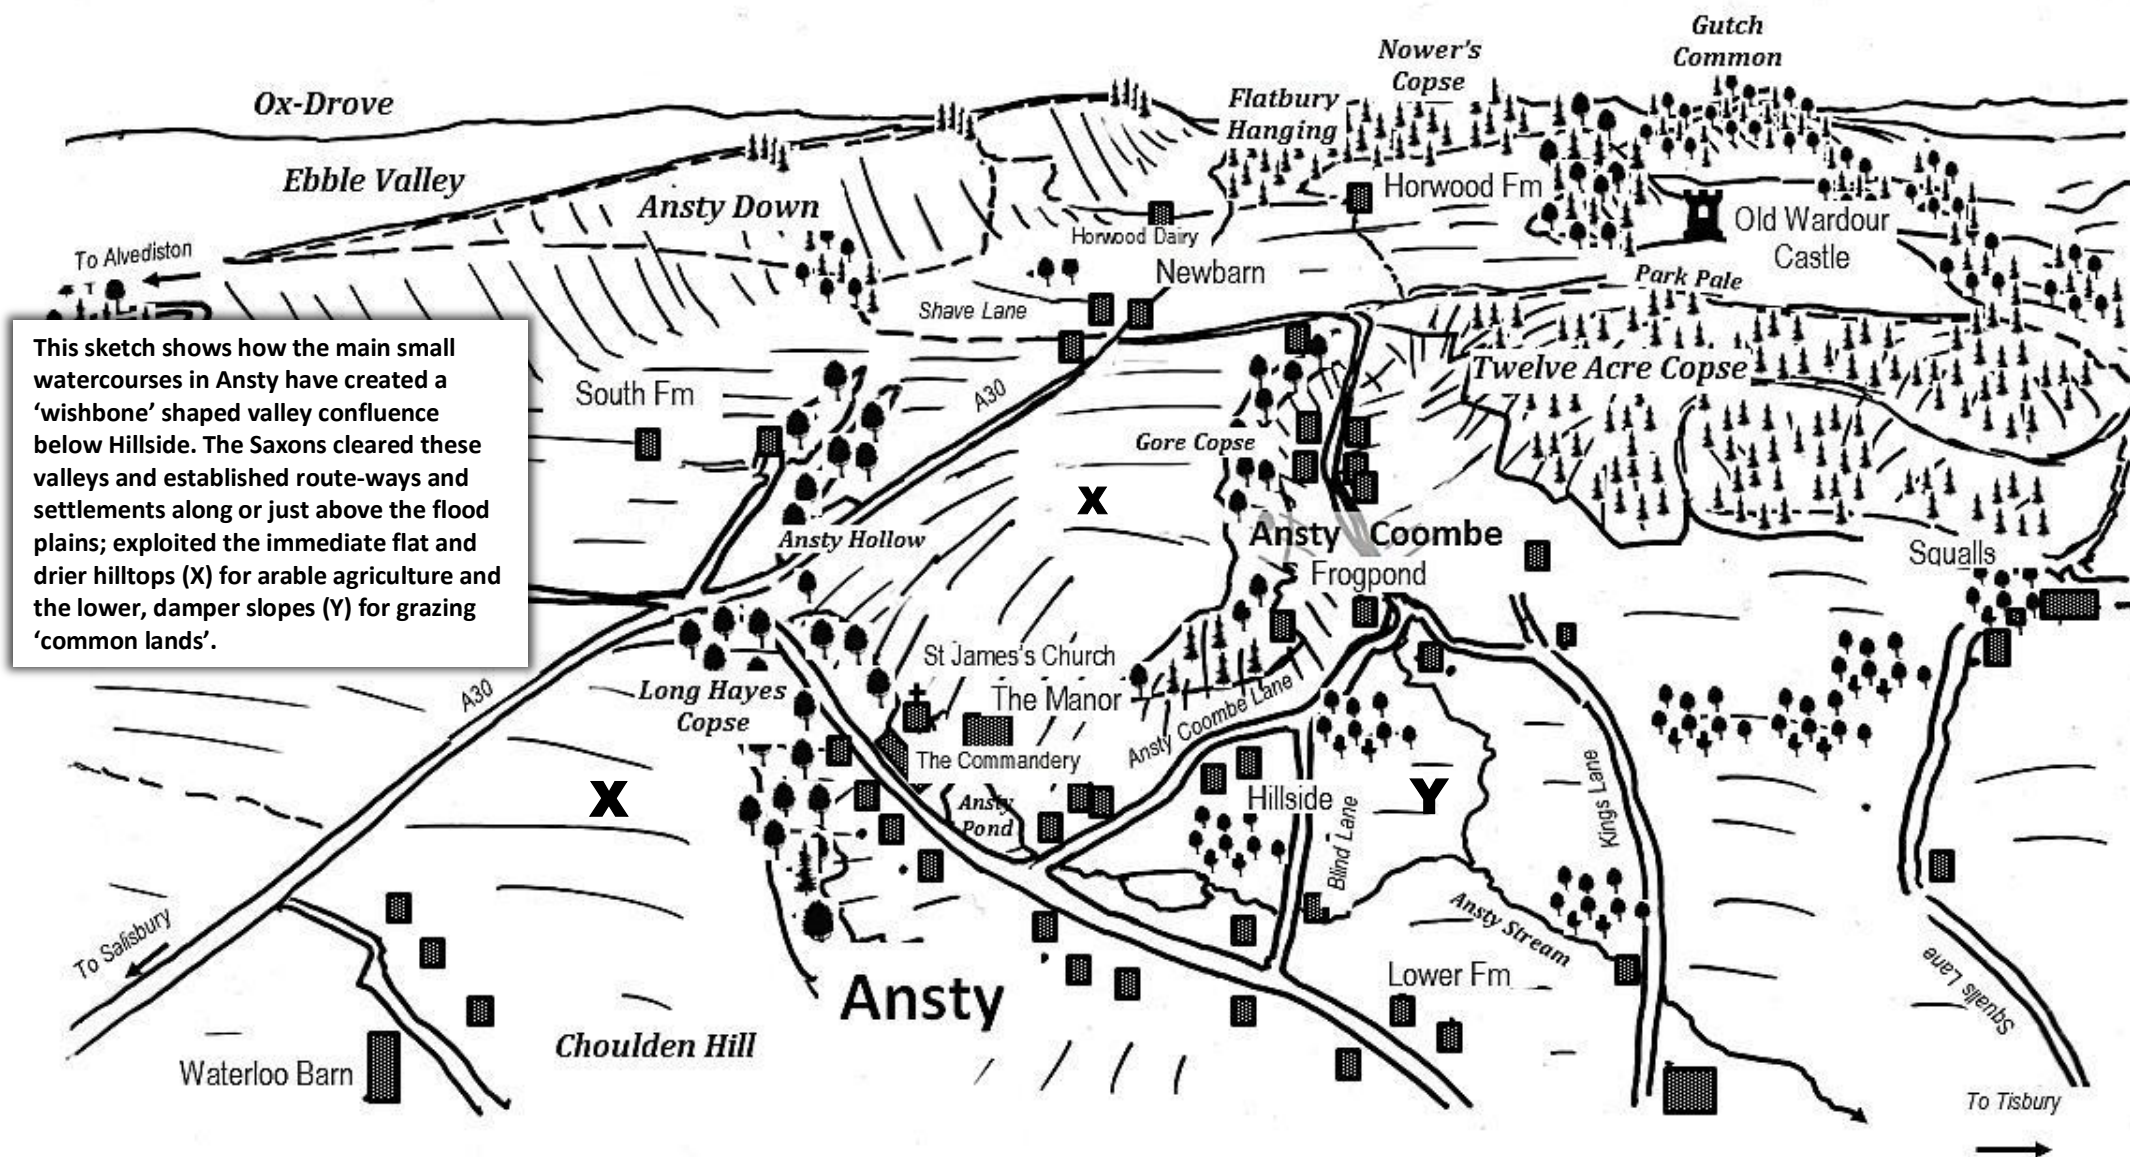 Gutch
Common
Nower's
Copse
Flatbury
Hanging
Ox-Drove
Ebble Valley
Ansty Down
Horwood Fm
Old Wardour
Castle
Horwood Dairy
To Alvediston
Newbarn
Park Pale
Shave Lane
This sketch shows how the main small
watercourses in Ansty have created a
‘wishbone’ shaped valley confluence
below Hillside. The Saxons cleared these
valleys and established route-ways and
settlements along or just above the flood
plains; exploited the immediate flat and
drier hilltops (X) for arable agriculture and
the lower, damper slopes (Y) for grazing
‘common lands’.
South Fm
A30
Twelve Acre Copse
Gore Copse
X
Ansty Hollow
Ansty Coombe
Frogpond
Squalls
St James's Church
The Manor
A30
Long Hayes
Copse
Ansty Coombe Lane
The Commandery
X
Ansty
Pond
Hillside
Y
Blind Lane
Kings Lane
To Salisbury
Ansty Stream
Lower Fm
Squalls Lane
Ansty
Choulden Hill
Waterloo Barn
To Tisbury